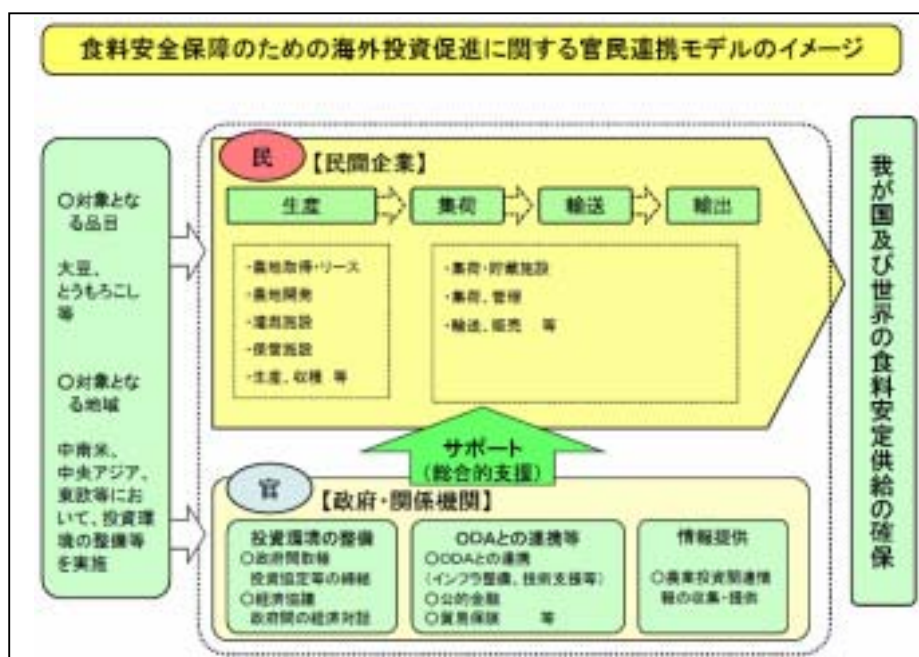 食料安全保障のための海外投資促進に関する官民連携モデルのイメージ
○対象とな
る品目
大豆、
とうもろこし
等
○対象とな
る地域
中南米、
中央アジア、
東欧等にお
いて、投資環
境の整備等
を実施
民
【民間企業】
生産
集荷
輸送
輸出
・農地取得・リース
・農地開発
・灌漑施設
・保管施設
・生産、収穫 等
・集荷・貯蔵施設
・集荷、管理
・輸送、販売 等
サポート
(総合的支援)
官
【政府・関係機関】
投資環境の整備
○政府間取極
投資協定等の締結
○経済協議
政府間の経済対話
ODAとの連携等
○ODAとの連携
(インフラ整備、技術支援等)
○公的金融
○貿易保険 等
情報提供
○農業投資関連情
報の収集・提供
我が国及び世界の食料安定供給の確保